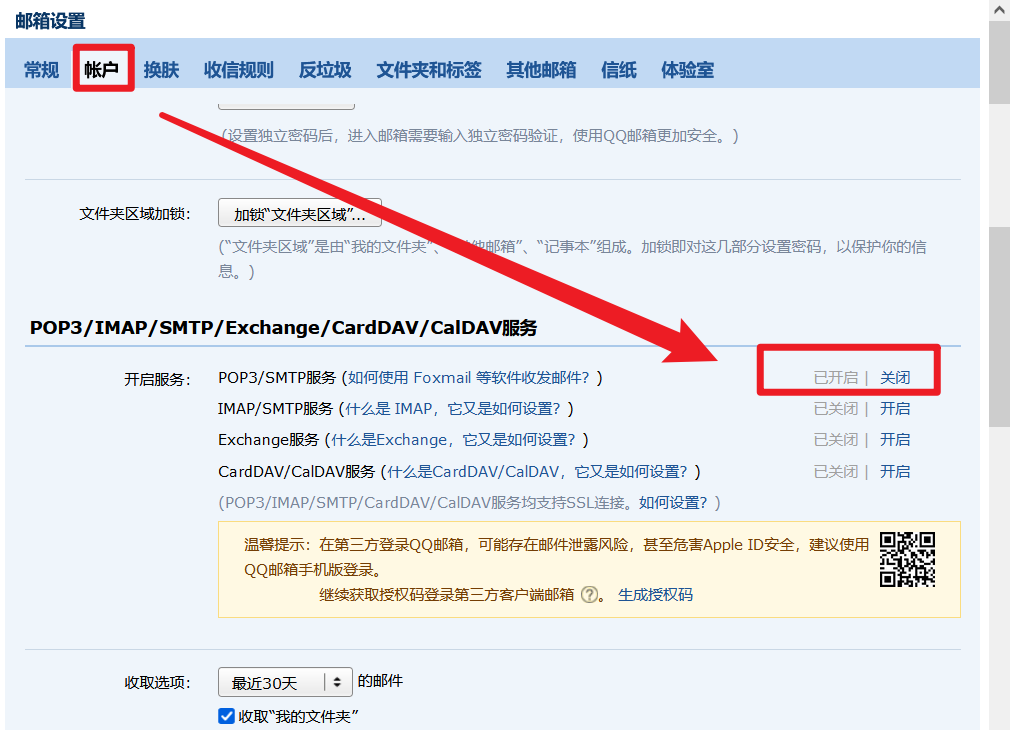 邮箱设置
常规 帐户 换肤 收信规则 反垃圾 文件夹和标签 其他邮箱 信纸 体验室
(设置独立密码后，进入邮箱需要输入独立密码验证，使用QQ邮箱更加安全。)
文件夹区域加锁： 加锁“文件夹区域”...
(“文件夹区域”是由“我的文件夹”、 他邮箱”、“记事本”组成。加锁即对这几部分设置密码，以保护你的信
息。)
POP3/IMAP/SMTP/Exchange/CardDAV/CalDAV服务
开启服务： POP3/SMTP服务 (如何使用 Foxmail 等软件收发邮件？) 已开启 | 关闭
IMAP/SMTP服务 (什么是 IMAP，它又是如何设置？) 已关闭 | 开启
Exchange服务 (什么是Exchange，它又是如何设置？) 已关闭 | 开启
CardDAV/CalDAV服务 (什么是CardDAV/CalDAV，它又是如何设置？) 已关闭 | 开启
(POP3/IMAP/SMTP/CardDAV/CalDAV服务均支持SSL连接。如何设置？)
温馨提示：在第三方登录QQ邮箱，可能存在邮件泄露风险，甚至危害Apple ID安全，建议使用
QQ邮箱手机版登录。
继续获取授权码登录第三方客户端邮箱 ?。 生成授权码
收取选项： 最近30天 的邮件
收取“我的文件夹”